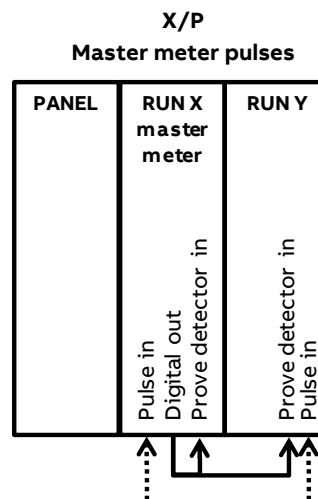 X/P
Master meter pulses
PANEL
RUN X
master
meter
RUN Y
Pulse in
Digital out
Prove detector in
Prove detector in
Pulse in